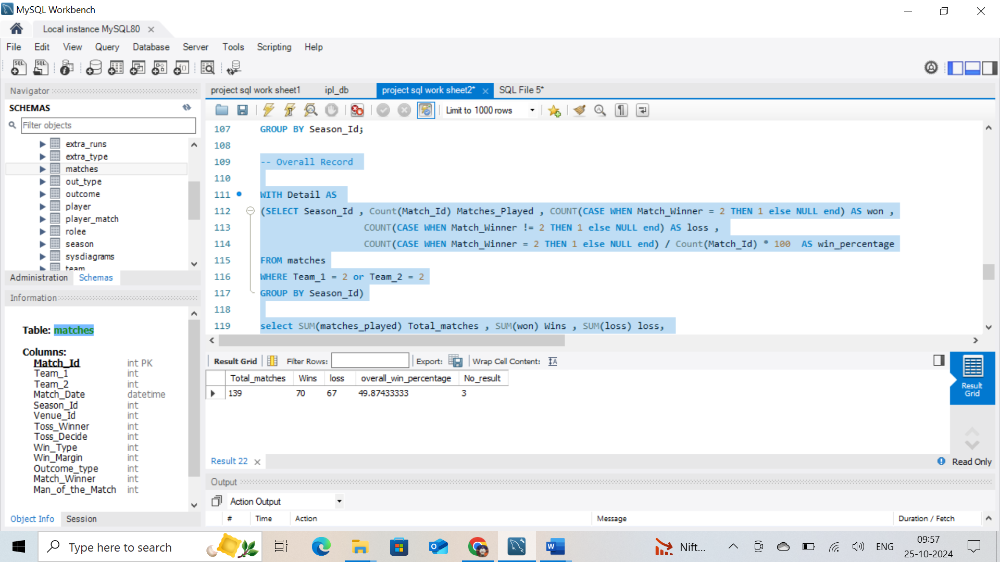 MySQL Workbench
Local instance MySQL80
File Edit View Query Database Server Tools Scripting Help
Navigator
SCHEMAS
Filter objects
extra_runs
extra_type
matches
out_type
outcome
player
player_match
rolee
season
sysdiagrams
team
Administration Schemas
Information
Table: matches
Columns:
Match_Id int PK
Team_1 int
Team_2 int
Match_Date datetime
Season_Id int
Venue_Id int
Toss_Winner int
Toss_Decide int
Win_Type int
Win_Margin int
Outcome_type int
Match_Winner int
Man_of_the_Match int
Object Info Session
project sql work sheet1 ipl_db project sql work sheet2* SQL File 5*
Limit to 1000 rows
107 GROUP BY Season_Id;
108
109 -- Overall Record
110
111 WITH Detail AS
112 (SELECT Season_Id , Count(Match_Id) Matches_Played , COUNT(CASE WHEN Match_Winner = 2 THEN 1 else NULL end) AS won ,
113 COUNT(CASE WHEN Match_Winner != 2 THEN 1 else NULL end) AS loss ,
114 COUNT(CASE WHEN Match_Winner = 2 THEN 1 else NULL end) / Count(Match_Id) * 100  AS win_percentage
115 FROM matches
116 WHERE Team_1 = 2 or Team_2 = 2
117 GROUP BY Season_Id)
118
119 select SUM(matches_played) Total_matches , SUM(won) Wins , SUM(loss) loss,
Result Grid Filter Rows: Export: Wrap Cell Content:
Total_matches Wins loss overall_win_percentage No_result
139 70 67 49.87433333 3
Result Grid
Result 22
Read Only
Output
Action Output
# Time Action Message Duration / Fetch
Type here to search
Nift...
ENG
09:57
25-10-2024